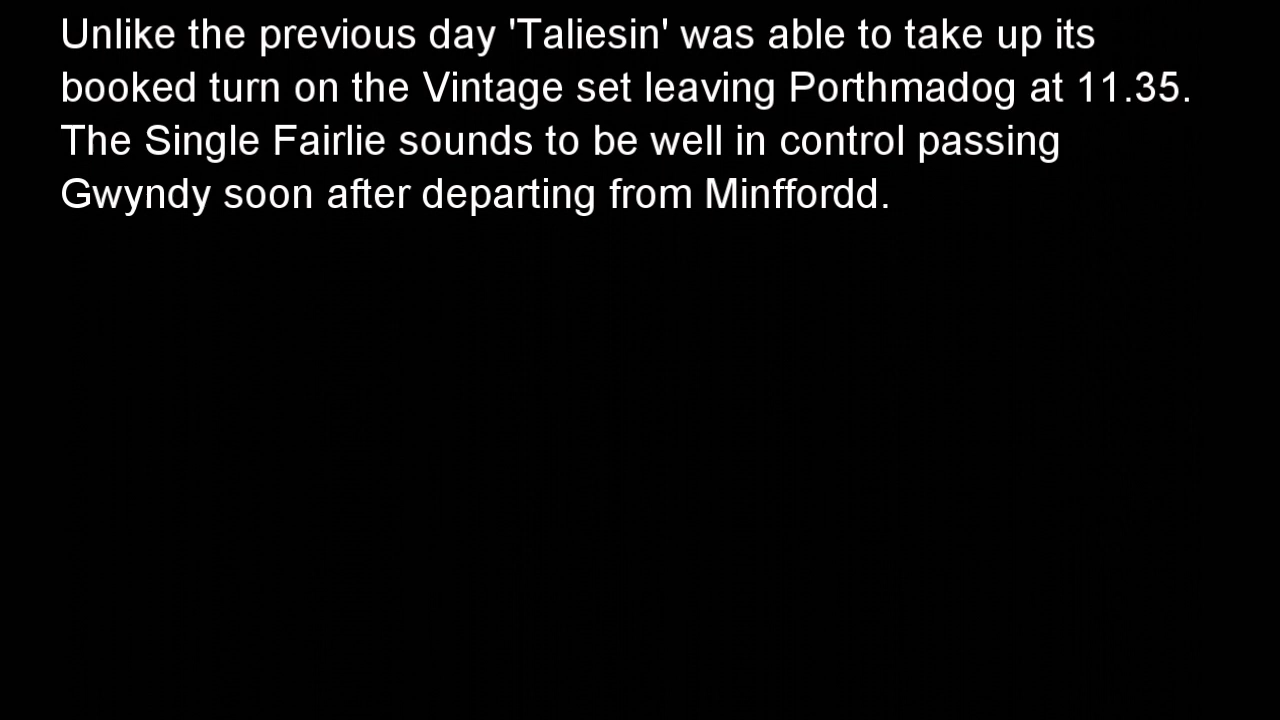 Unlike the previous day 'Taliesin' was able to take up its
booked turn on the Vintage set leaving Porthmadog at 11.35.
The Single Fairlie sounds to be well in control passing
Gwyndy soon after departing from Minffordd.